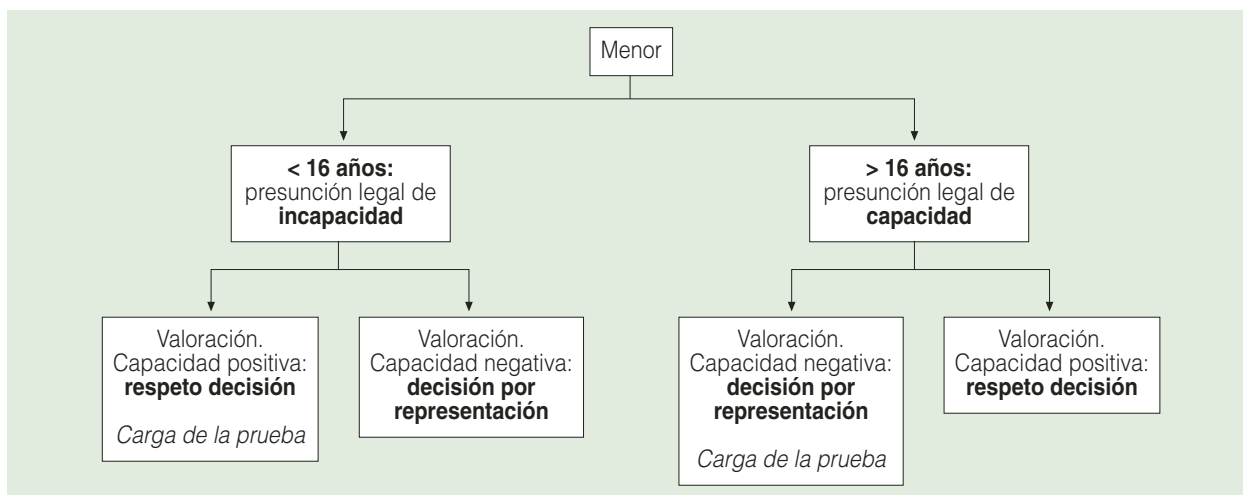 Menor
< 16 años:
presunción legal de
incapacidad
> 16 años:
presunción legal de
capacidad
Valoración.
Capacidad positiva:
respeto decisión
Carga de la prueba
Valoración.
Capacidad negativa:
decisión por
representación
Valoración.
Capacidad negativa:
decisión por
representación
Carga de la prueba
Valoración.
Capacidad positiva:
respeto decisión